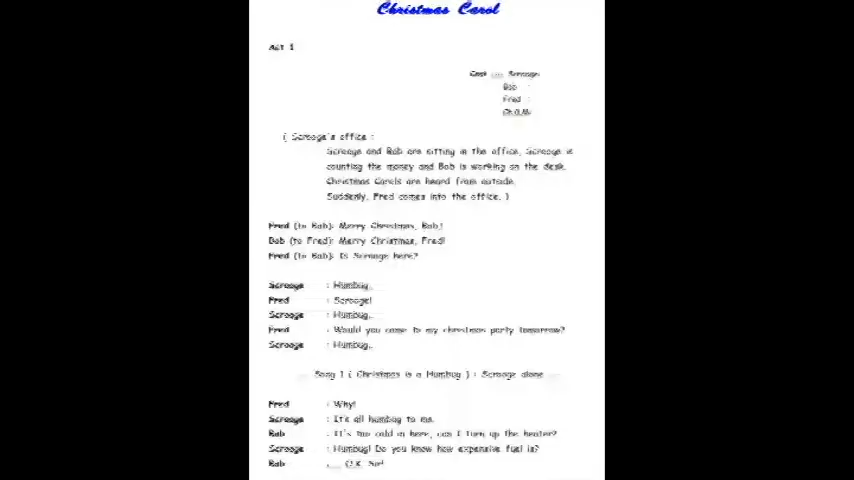 Christmas Carol
Act 1
Cast .... Scrooge
Bob :
Fred :
( Scrooge's office :
Scrooge and Bob are sitting in the office, Scrooge is
counting the money and Bob is working on the desk.
Christmas Carols are heard from outside.
Suddenly, Fred comes into the office. )
Fred (to Bob): Merry Christmas, Bob!
Bob (to Fred): Merry Christmas, Fred!
Fred (to Bob): Is Scrooge here?
Scrooge : Humbug..
Fred : Scrooge!
Scrooge : Humbug..
Fred : Would you come to my christmas party tomorrow?
Scrooge : Humbug..
Song 1 ( Christmas is a Humbug ) : Scrooge alone
Fred : Why!
Scrooge : It's all humbug to me.
Bob : It's too cold in here, can I turn up the heater?
Scrooge : Humbug! Do you know how expensive fuel is?
Bob : .... O.K. Sir!